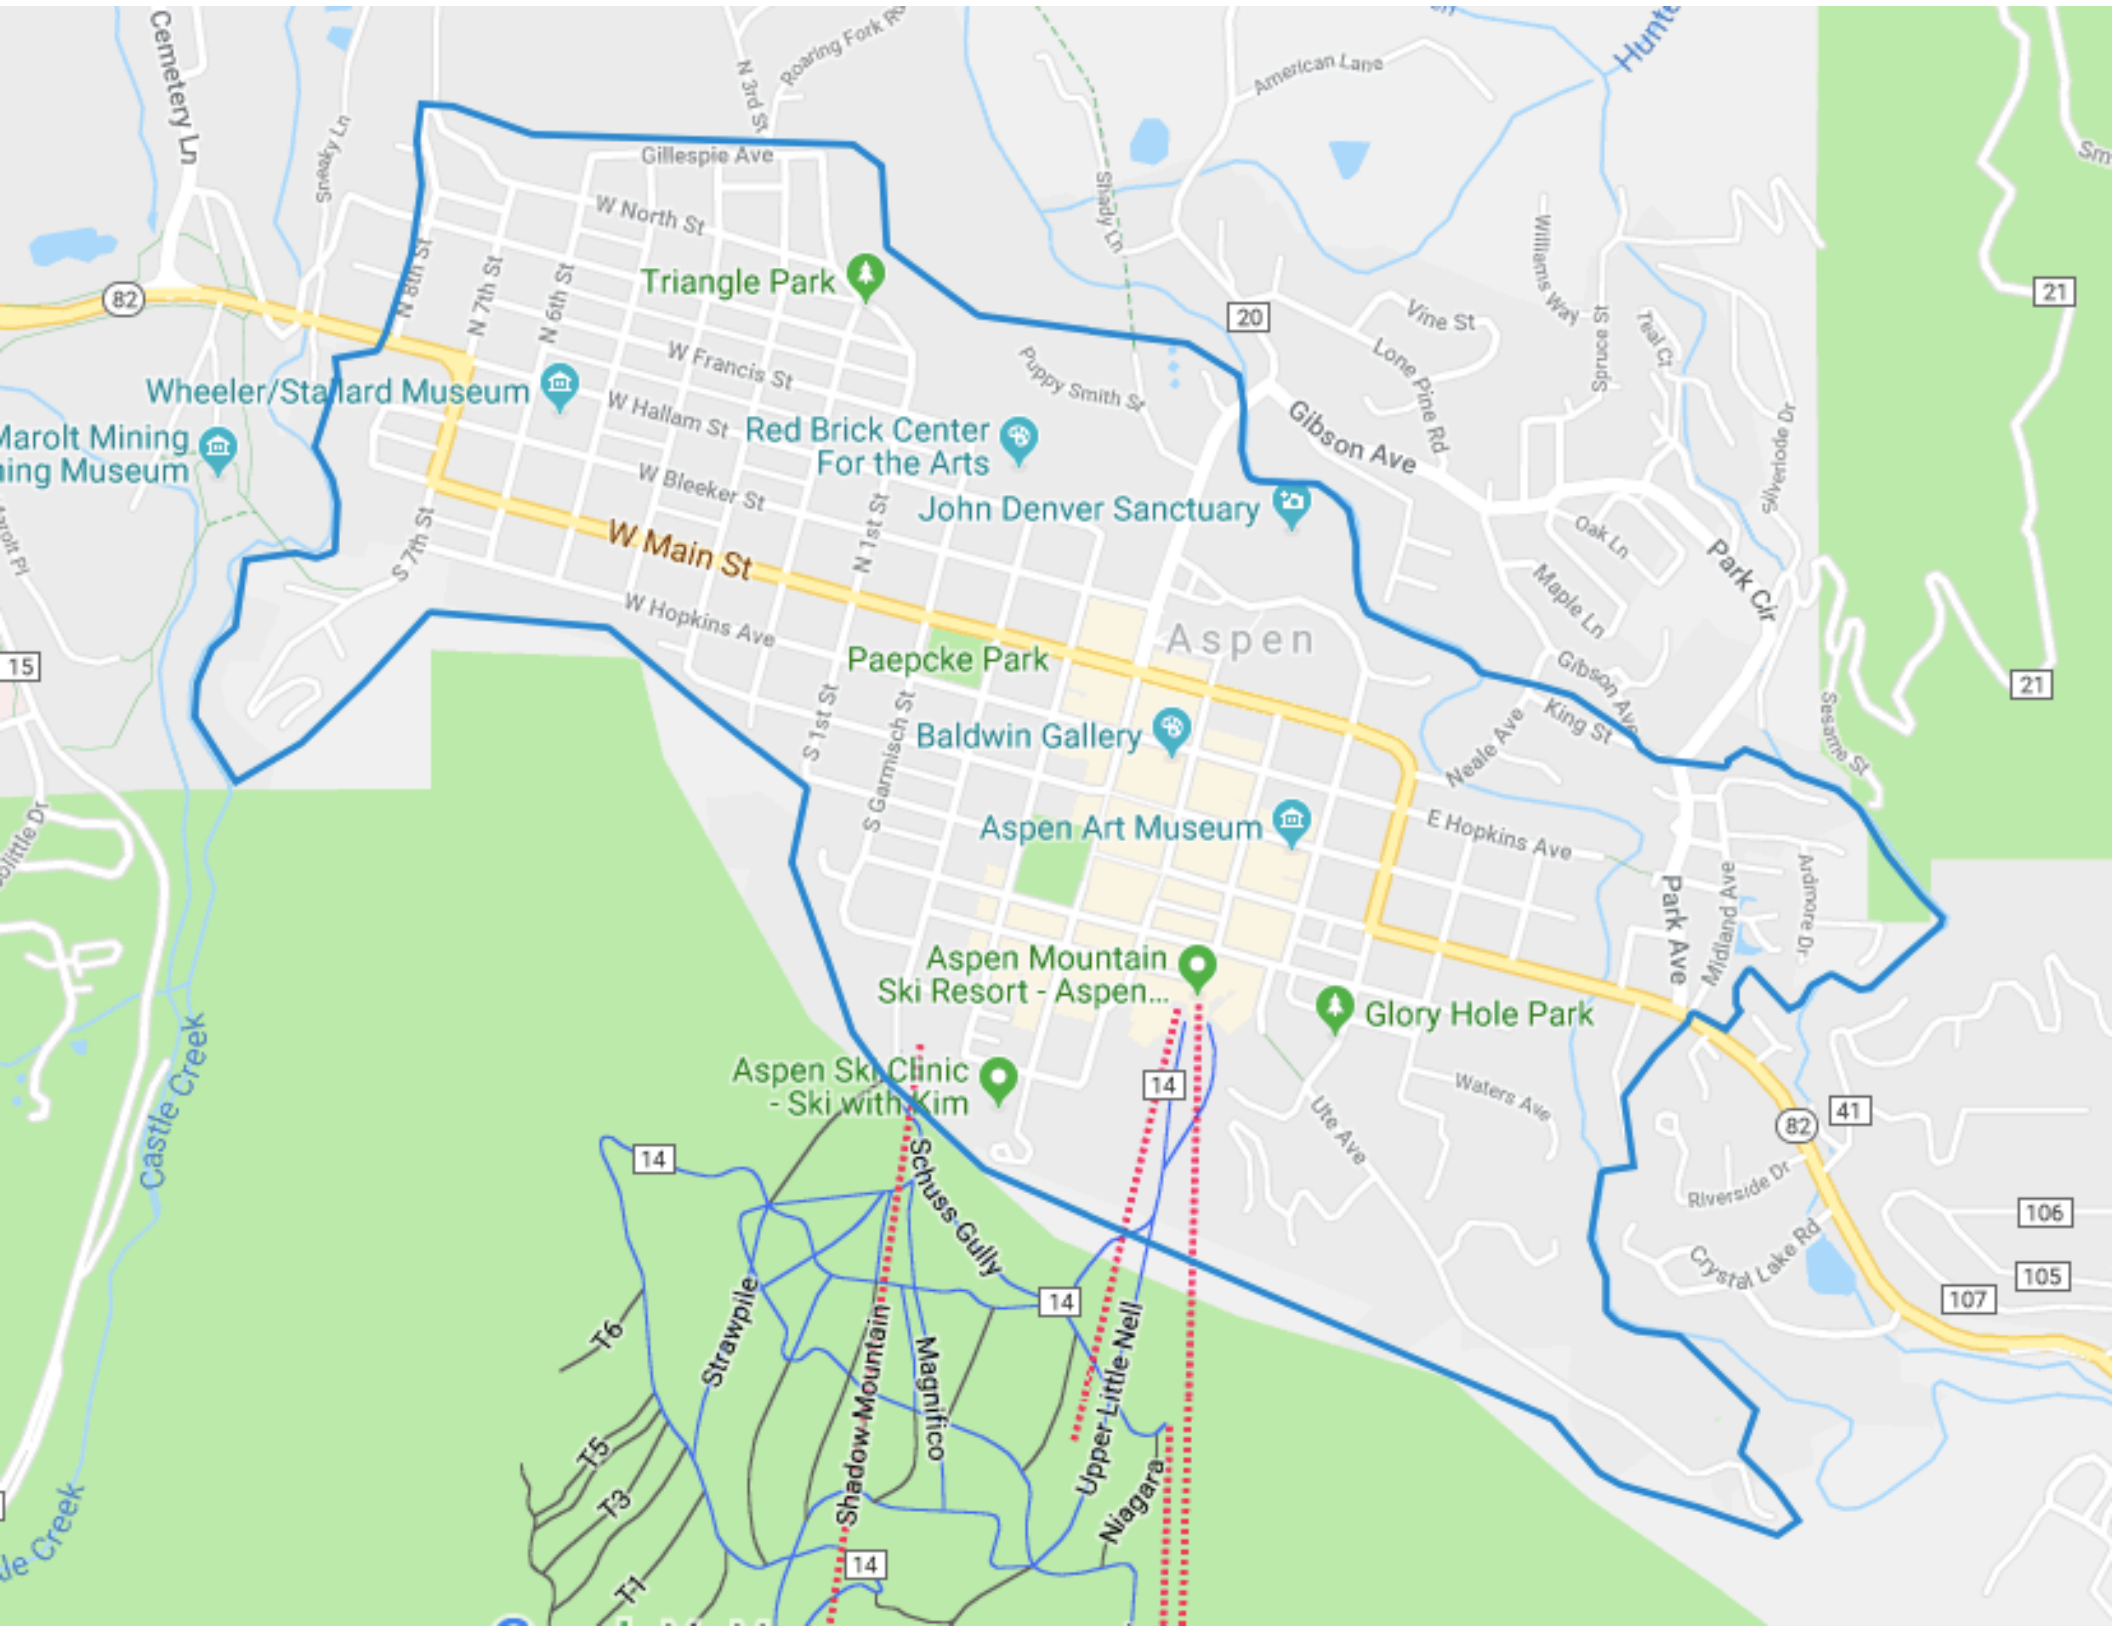 Cemetery Ln
Sneaky Ln
N 3rd St
Roaring Fork Rd
American Lane
Gillespie Ave
W North St
Shady Ln
Williams Way
Spruce St
Teal Ct
Silverlode Dr
21
82
N 8th St
N 7th St
N 6th St
Triangle Park
20
Vine St
Lone Pine Rd
Puppy Smith St
W Francis St
Wheeler/Stallard Museum
W Hallam St
Red Brick Center
For the Arts
Gibson Ave
Marolt Mining
Museum
W Bleeker St
John Denver Sanctuary
Oak Ln
Park Cir
Maple Ln
Marolt Pl
S 7th St
W Main St
N 1st St
W Hopkins Ave
Aspen
Paepcke Park
15
21
Gibson Ave
King St
Neale Ave
Sesame St
S 1st St
S Garmisch St
Baldwin Gallery
Aspen Art Museum
E Hopkins Ave
Park Ave
Midland Ave
Ardmore Dr
Aspen Mountain
Ski Resort - Aspen...
Glory Hole Park
Castle Creek
Aspen Ski Clinic
- Ski with Kim
14
Ute Ave
Waters Ave
82
41
Riverside Dr
Crystal Lake Rd
106
105
107
14
Schuss Gully
14
T6
Strawpile
Shadow Mountain
Magnifico
Upper Little Nell
Niagara
T5
T3
T1
14
Creek